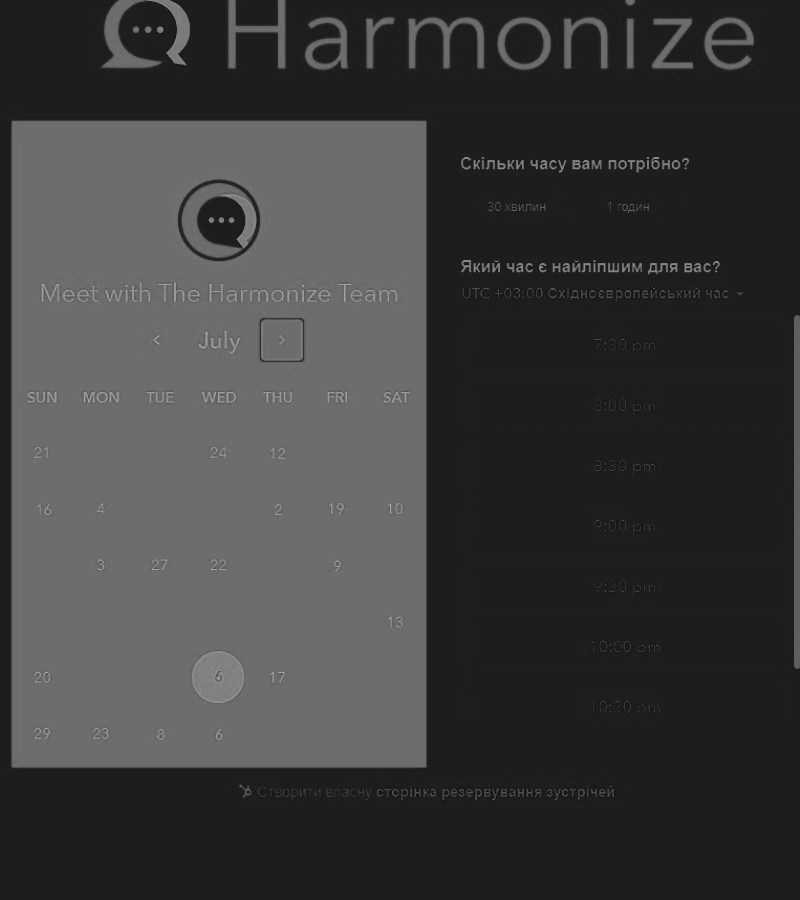 Harmonize
Meet with The Harmonize Team
July
SUN MON TUE WED THU FRI SAT
21 24 12
16 4 2 19 10
3 27 22 9
13
20 6 17
29 23 8 6
Скільки часу вам потрібно?
30 хвилин 1 годин
Який час є найліпшим для вас?
UTC +03:00 Східноєвропейський час
7:30 pm
8:00 pm
8:30 pm
9:00 pm
9:30 pm
10:00 pm
10:30 pm
Створити власну сторінка резервування зустрічей